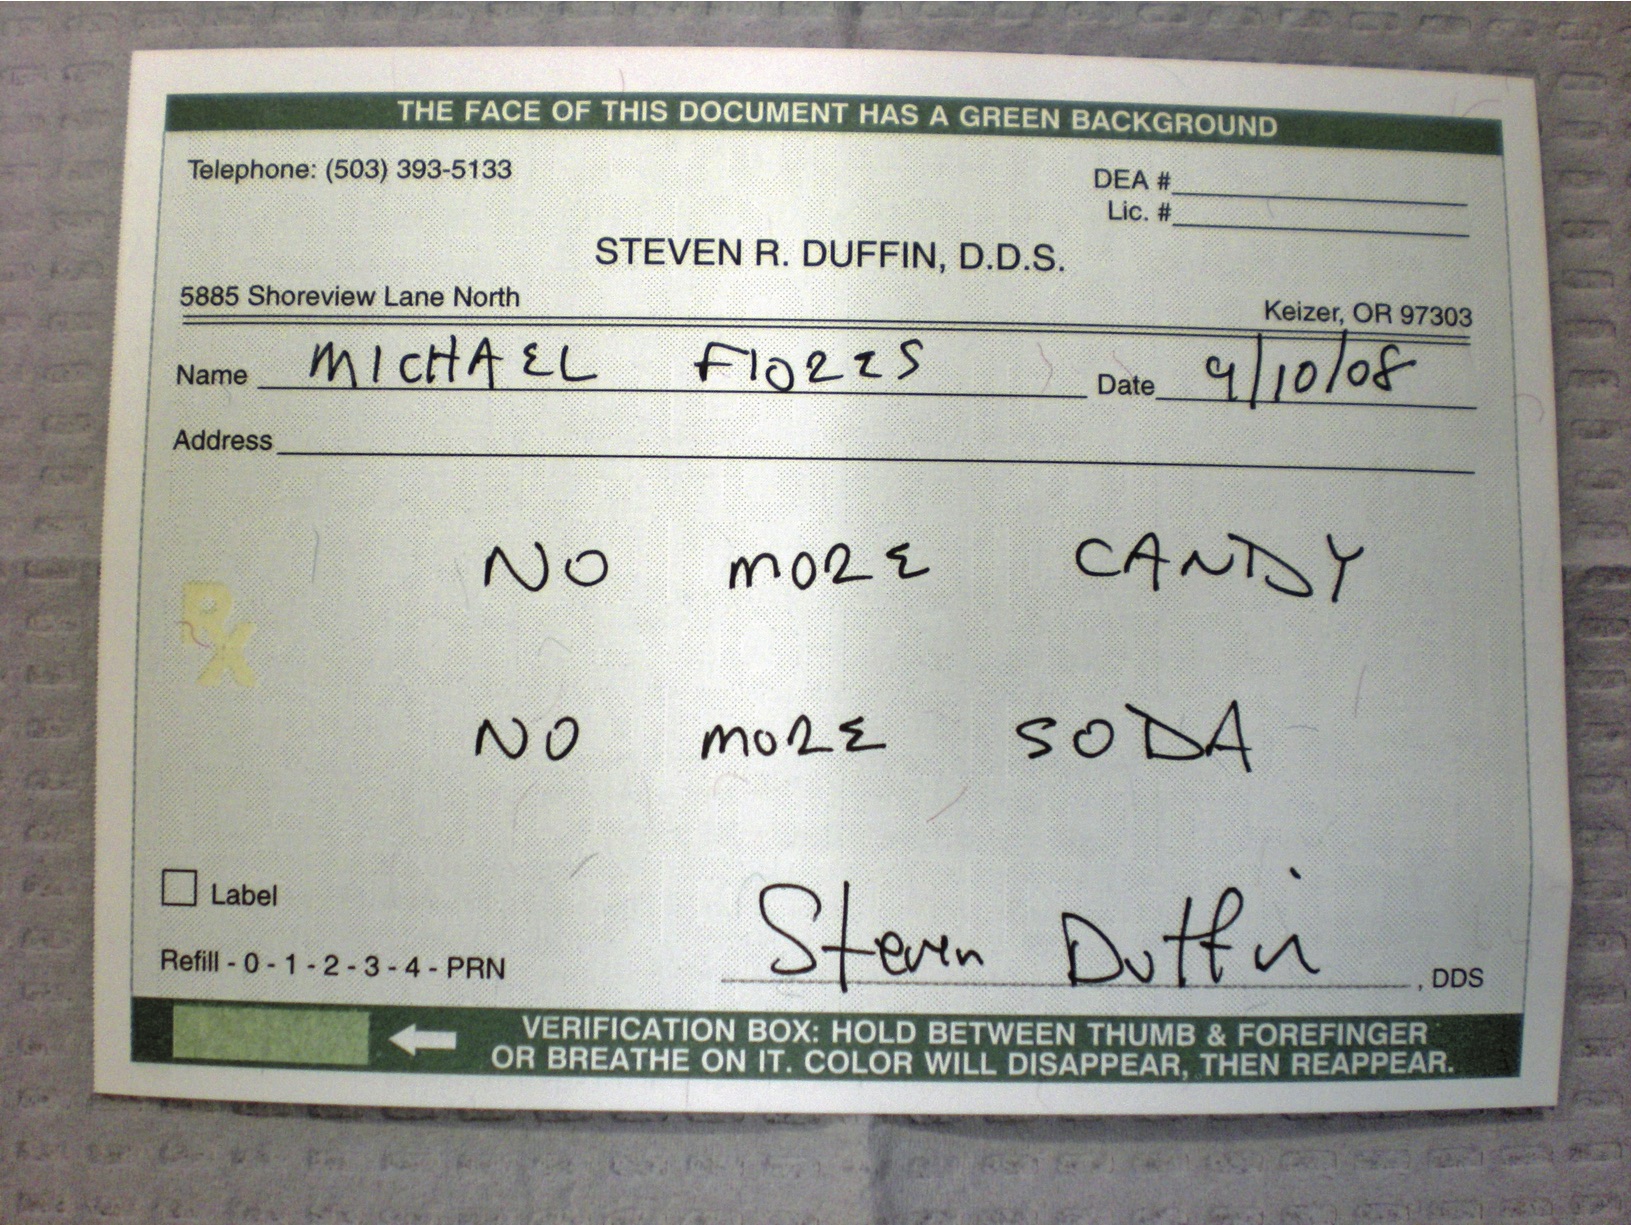 THE FACE OF THIS DOCUMENT HAS A GREEN BACKGROUND
Telephone: (503) 393-5133
DEA #
Lic. #
STEVEN R. DUFFIN, D.D.S.
5885 Shoreview Lane North Keizer, OR 97303
Name MICHAEL FlORES Date 9/10/08
Address
NO MORE CANDY
Rx
NO MORE SODA
Label
Steven Duffin
Refill - 0 - 1 - 2 - 3 - 4 - PRN , DDS
VERIFICATION BOX: HOLD BETWEEN THUMB & FOREFINGER
OR BREATHE ON IT. COLOR WILL DISAPPEAR, THEN REAPPEAR.